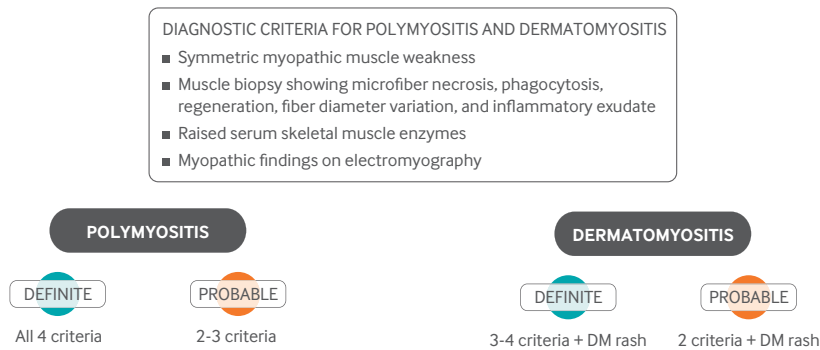 DIAGNOSTIC CRITERIA FOR POLYMYOSITIS AND DERMATOMYOSITIS
■ Symmetric myopathic muscle weakness
■ Muscle biopsy showing microfiber necrosis, phagocytosis,
regeneration, fiber diameter variation, and inflammatory exudate
■ Raised serum skeletal muscle enzymes
■ Myopathic findings on electromyography
POLYMYOSITIS
DEFINITE
All 4 criteria
PROBABLE
2-3 criteria
DERMATOMYOSITIS
DEFINITE
3-4 criteria + DM rash
PROBABLE
2 criteria + DM rash